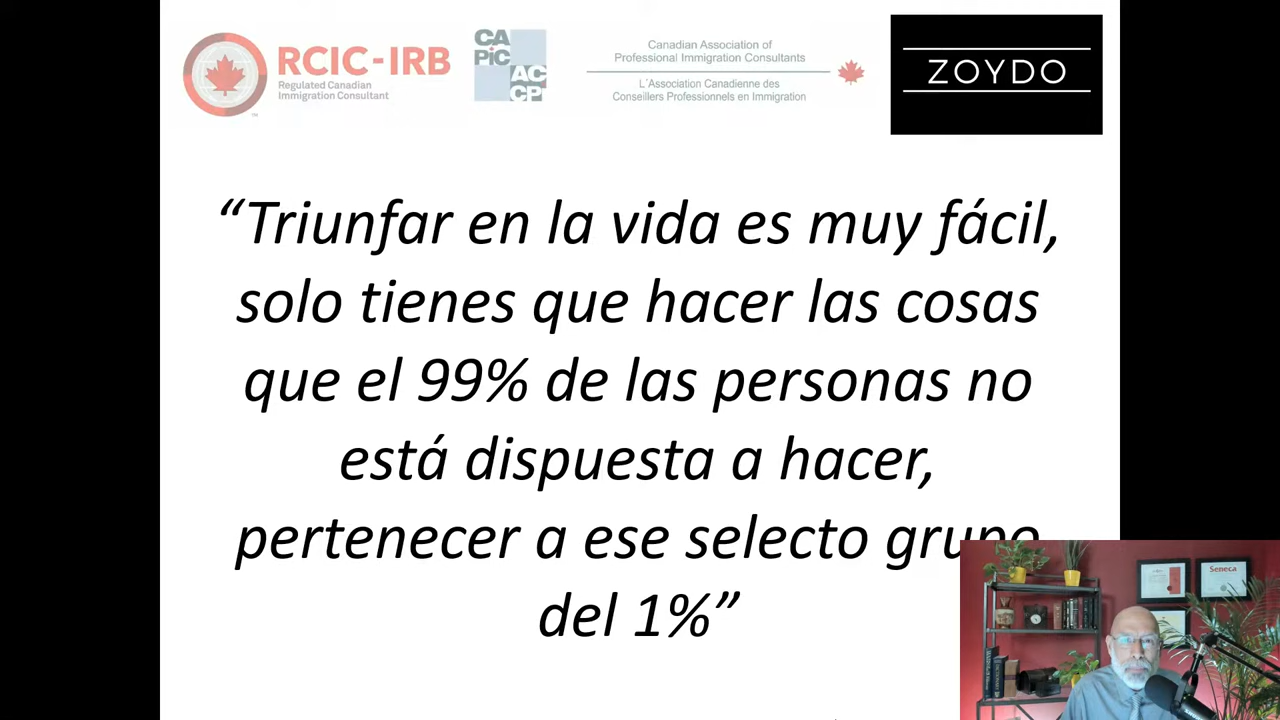 RCIC-IRB
Regulated Canadian
Immigration Consultant
CA
PiC
AC
CP
Canadian Association of
Professional Immigration Consultants
L'Association Canadienne des
Conseillers Professionnels en Immigration
ZOYDO
“Triunfar en la vida es muy fácil,
solo tienes que hacer las cosas
que el 99% de las personas no
está dispuesta a hacer,
pertenecer a ese selecto grupo
del 1%”
Seneca